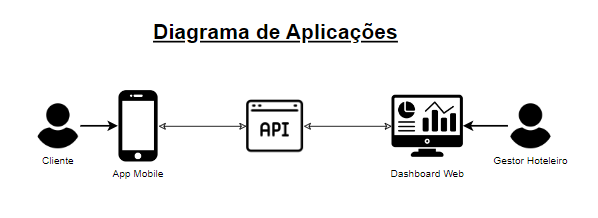 Diagrama de Aplicações
API
Cliente
App Mobile
Dashboard Web
Gestor Hoteleiro